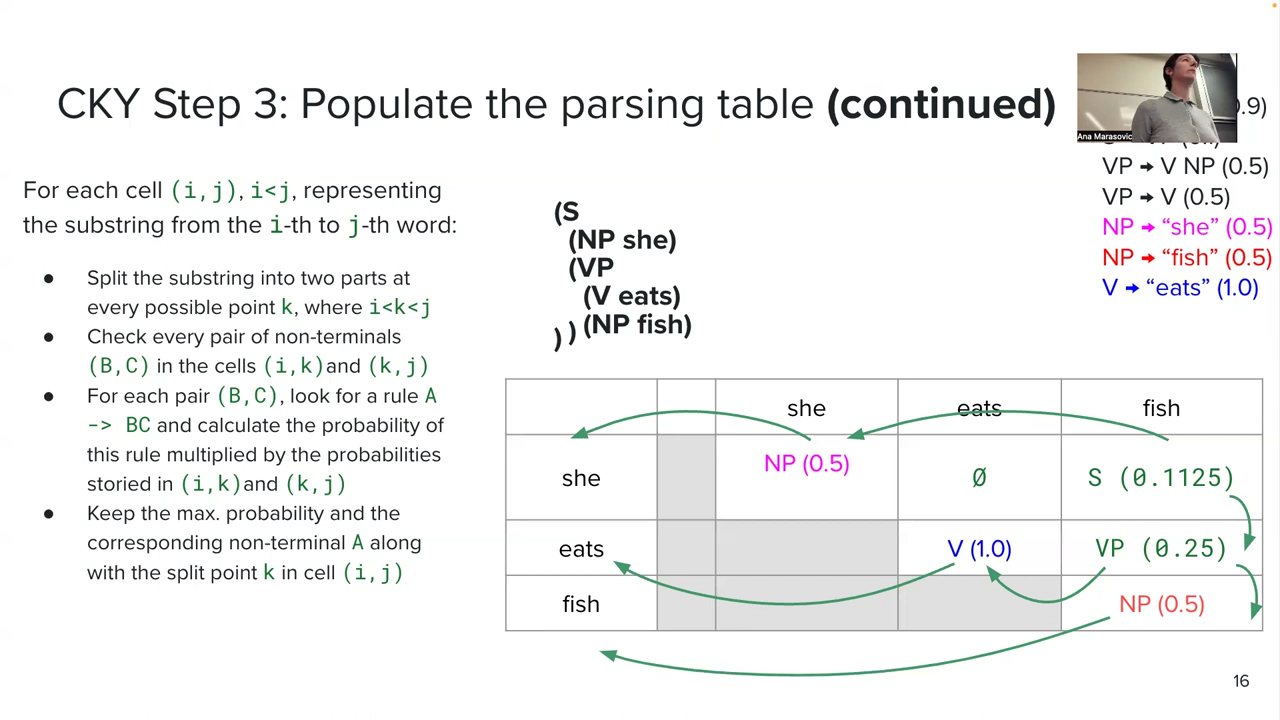 CKY Step 3: Populate the parsing table (continued)
Ana Marasovic
0.9)
VP → V NP (0.5)
VP → V (0.5)
NP → “she” (0.5)
NP → “fish” (0.5)
V → “eats” (1.0)
For each cell (i,j), i<j, representing
the substring from the i-th to j-th word:
● Split the substring into two parts at
every possible point k, where i<k<j
● Check every pair of non-terminals
(B,C) in the cells (i,k)and (k,j)
● For each pair (B,C), look for a rule A
-> BC and calculate the probability of
this rule multiplied by the probabilities
storied in (i,k)and (k,j)
● Keep the max. probability and the
corresponding non-terminal A along
with the split point k in cell (i,j)
(S
(NP she)
(VP
(V eats)
) ) (NP fish)
she eats fish
she NP (0.5) Ø S (0.1125)
eats V (1.0) VP (0.25)
fish NP (0.5)
16